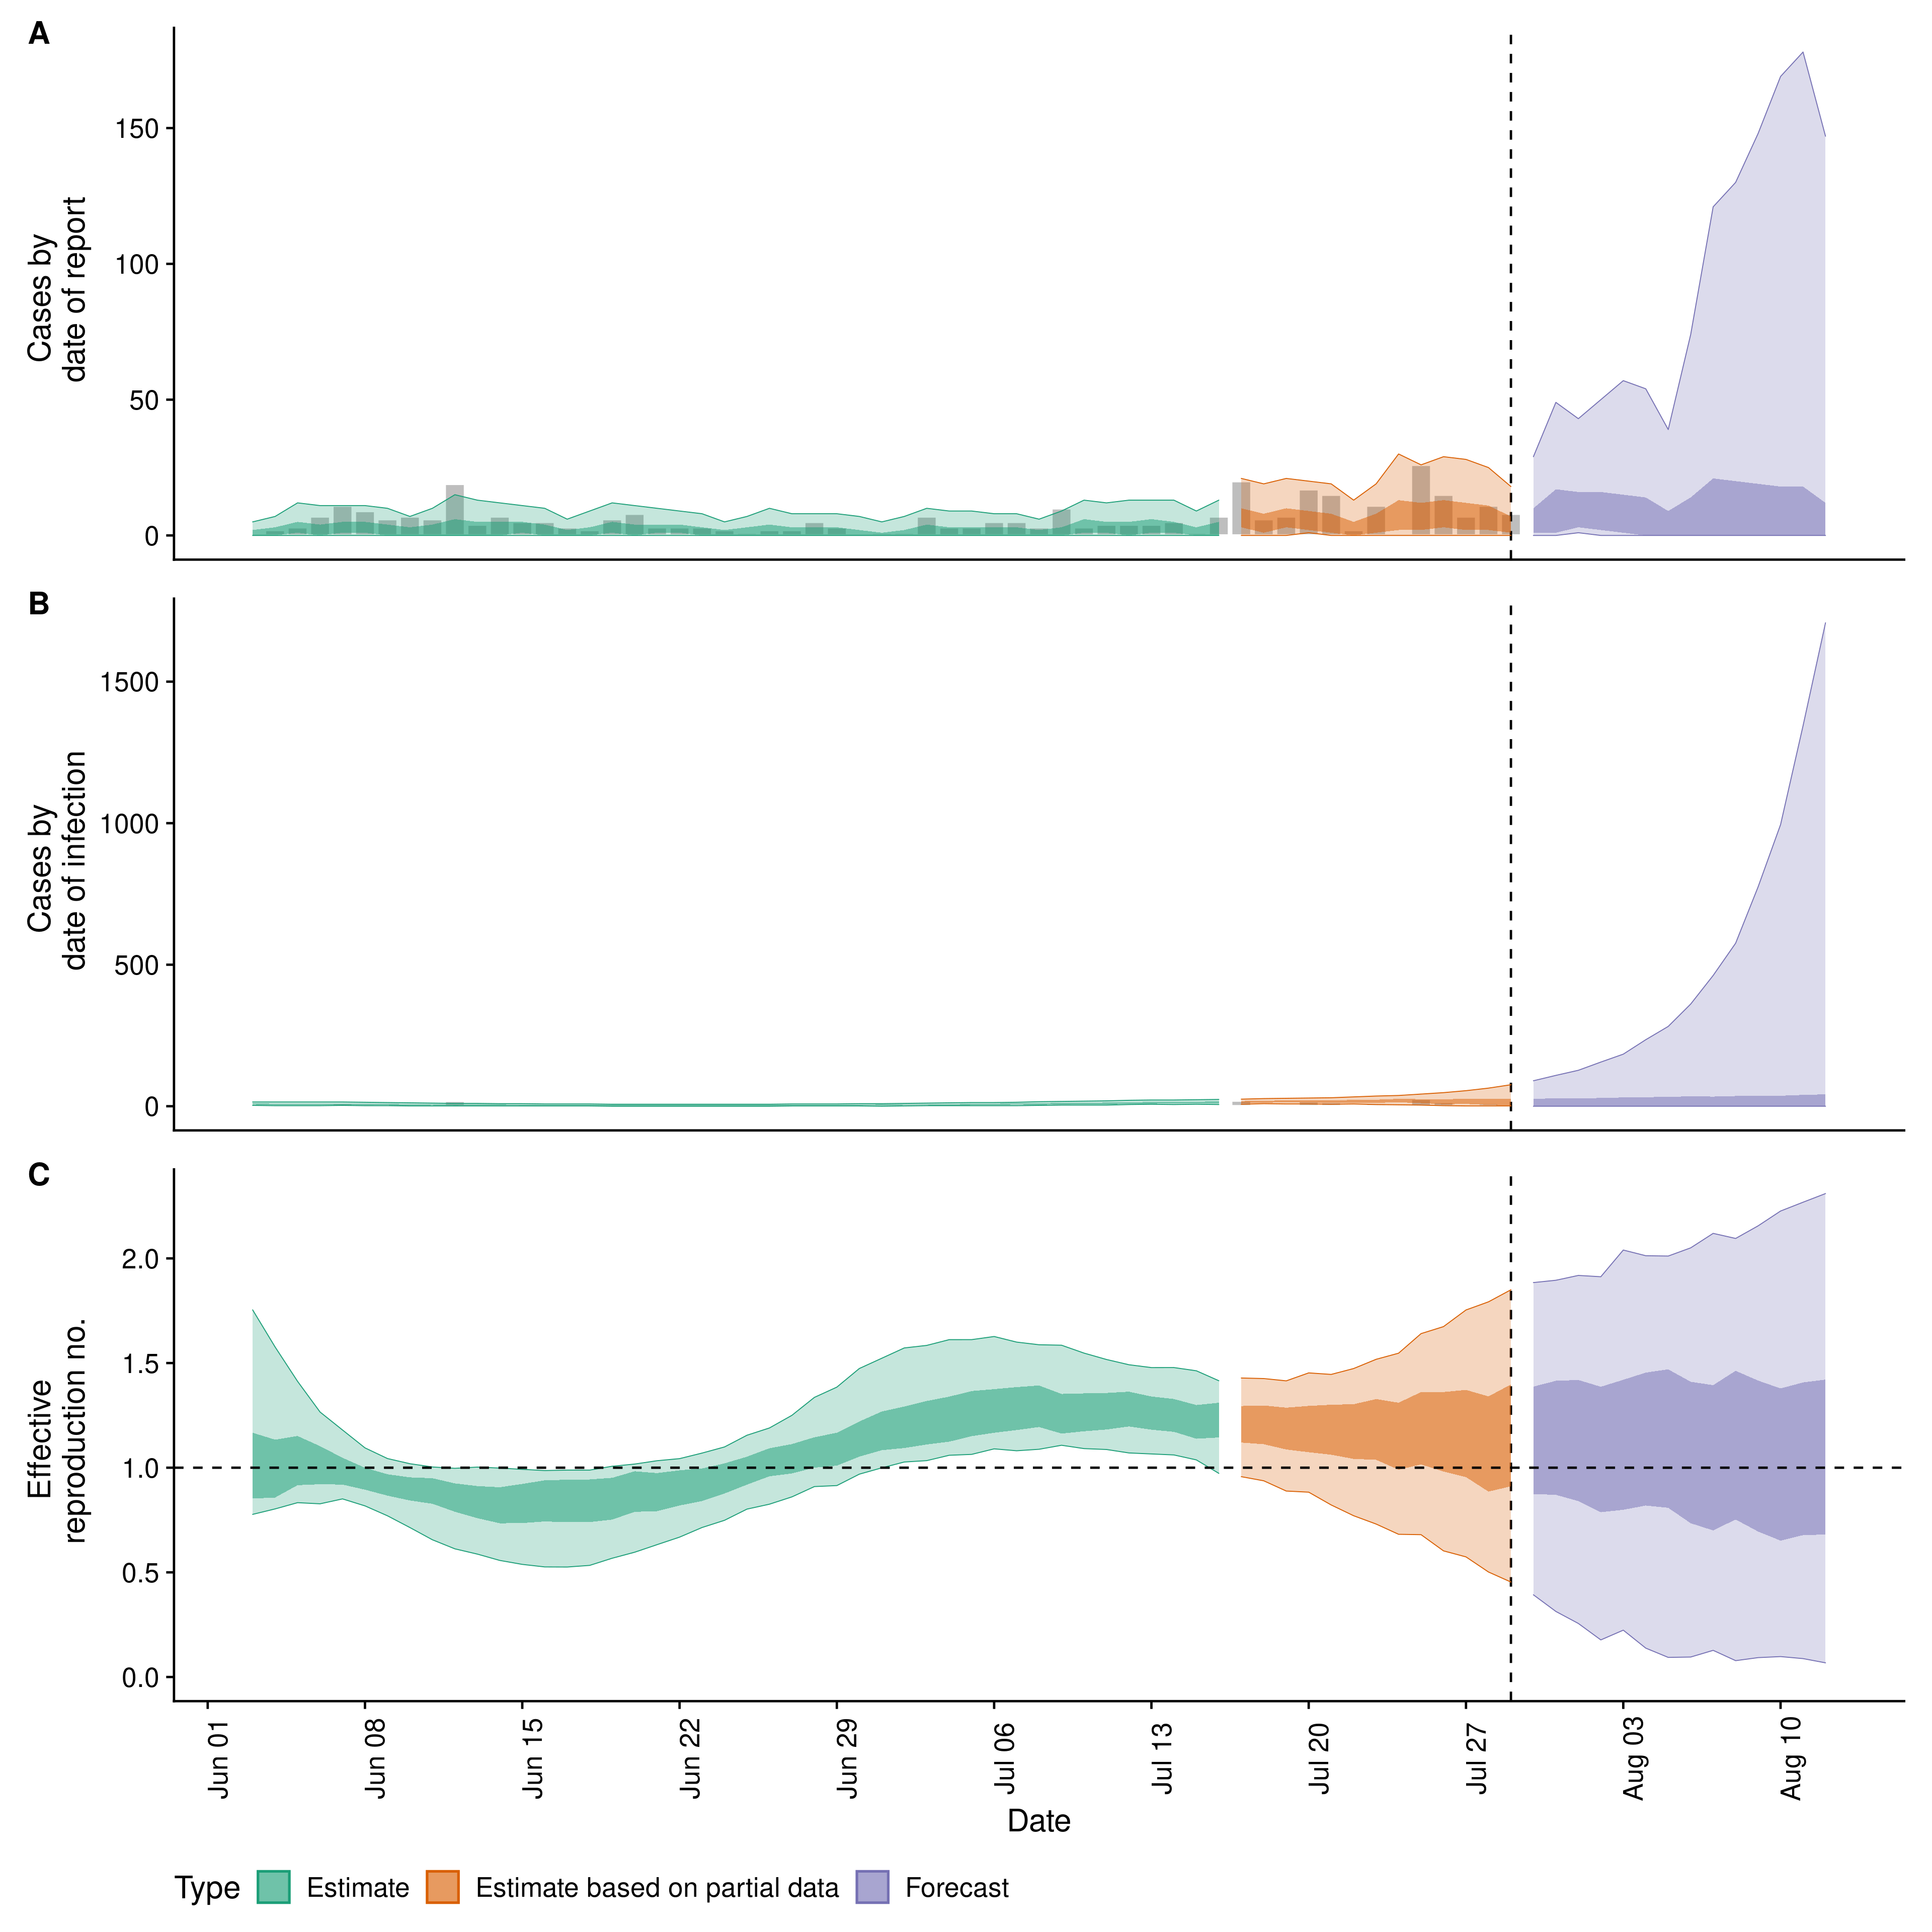 A
Cases by
date of report
150
100
50
0
B
Cases by
date of infection
1500
1000
500
0
C
Effective
reproduction no.
2.0
1.5
1.0
0.5
0.0
Jun 01
Jun 08
Jun 15
Jun 22
Jun 29
Jul 06
Jul 13
Jul 20
Jul 27
Aug 03
Aug 10
Date
Type Estimate Estimate based on partial data Forecast